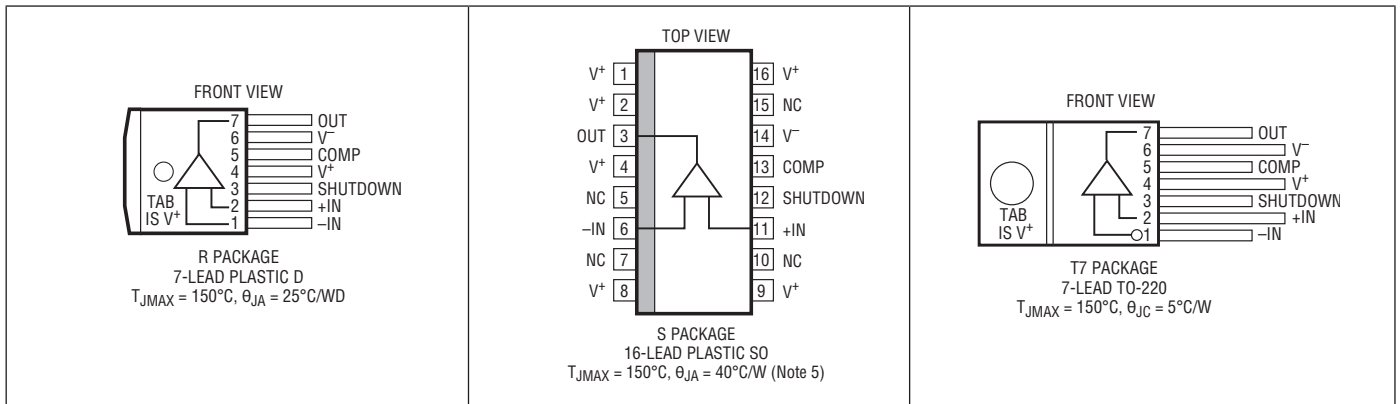 FRONT VIEW
7 OUT
6 V⁻
5 COMP
4 V⁺
3 SHUTDOWN
2 +IN
1 –IN
TAB
IS V⁺
R PACKAGE
7-LEAD PLASTIC D
TJMAX = 150°C, θJA = 25°C/WD
TOP VIEW
V⁺ 1 16 V⁺
V⁺ 2 15 NC
OUT 3 14 V⁻
V⁺ 4 13 COMP
NC 5 12 SHUTDOWN
–IN 6 11 +IN
NC 7 10 NC
V⁺ 8 9 V⁺
S PACKAGE
16-LEAD PLASTIC SO
TJMAX = 150°C, θJA = 40°C/W (Note 5)
FRONT VIEW
7 OUT
6 V⁻
5 COMP
4 V⁺
3 SHUTDOWN
2 +IN
1 –IN
TAB
IS V⁺
T7 PACKAGE
7-LEAD TO-220
TJMAX = 150°C, θJC = 5°C/W